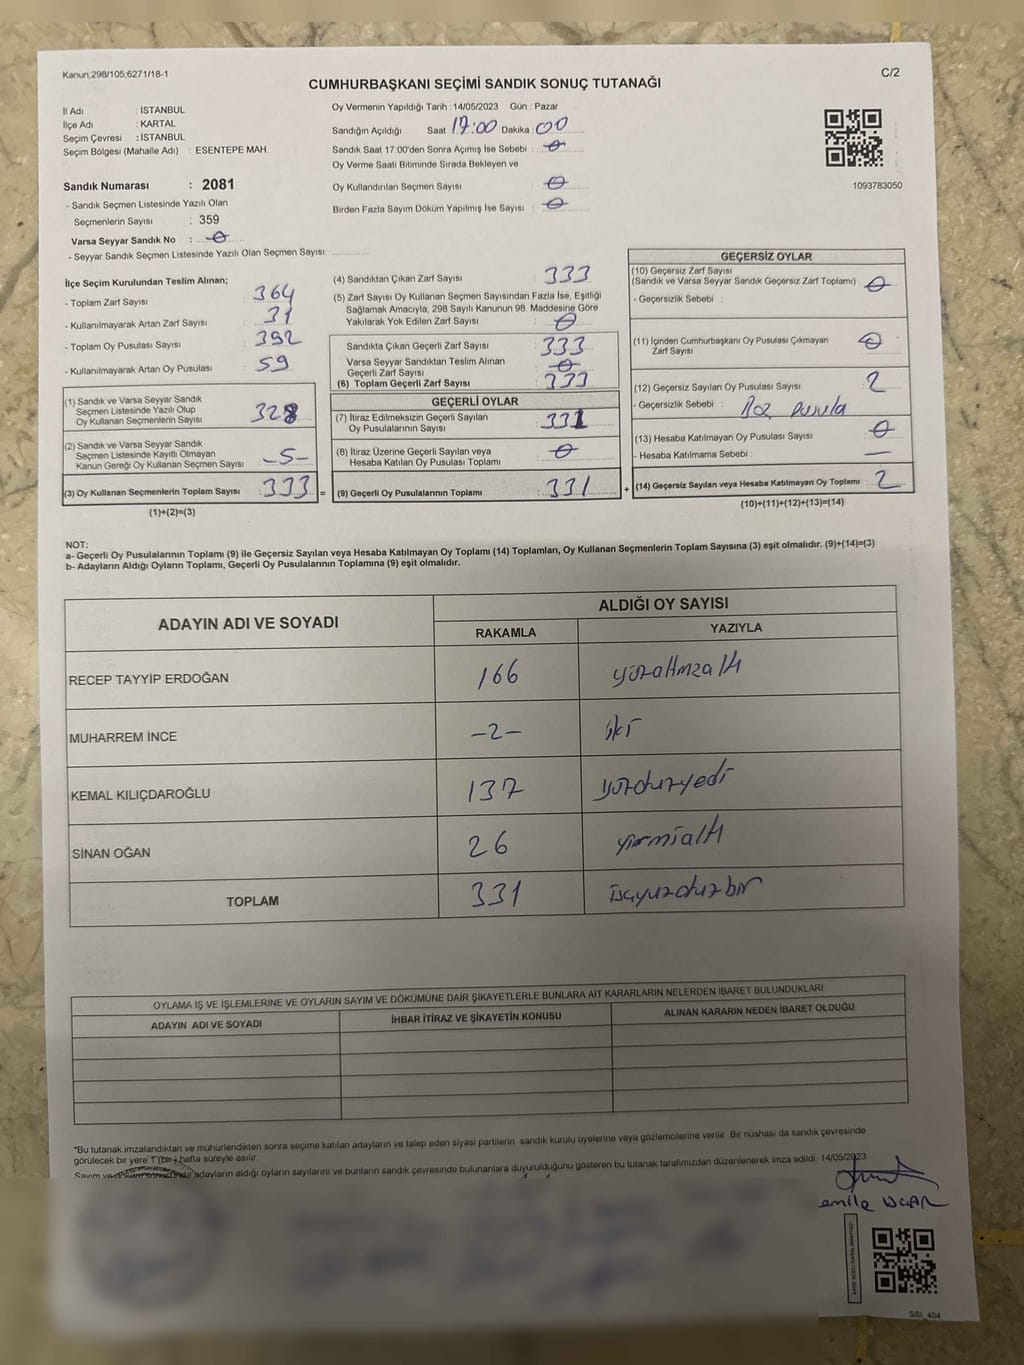 Kanun,298/105;6271/18-1
C/2
CUMHURBAŞKANI SEÇİMİ SANDIK SONUÇ TUTANAĞI
İl Adı : İSTANBUL
İlçe Adı : KARTAL
Seçim Çevresi : İSTANBUL
Seçim Bölgesi (Mahalle Adı) : ESENTEPE MAH.
Oy Vermenin Yapıldığı Tarih : 14/05/2023 Gün : Pazar
Sandığın Açıldığı Saat 17:00 Dakika : 00
Sandık Saat 17:00'den Sonra Açımış İse Sebebi : 0
Oy Verme Saati Bitiminde Sırada Bekleyen ve
Oy Kullandırılan Seçmen Sayısı : 0
Birden Fazla Sayım Döküm Yapılmış İse Sayısı : 0
1093783050
Sandık Numarası : 2081
- Sandık Seçmen Listesinde Yazılı Olan
Seçmenlerin Sayısı : 359
Varsa Seyyar Sandık No : 0
- Seyyar Sandık Seçmen Listesinde Yazılı Olan Seçmen Sayısı:
İlçe Seçim Kurulundan Teslim Alınan;
- Toplam Zarf Sayısı : 364
- Kullanılmayarak Artan Zarf Sayısı : 31
- Toplam Oy Pusulası Sayısı : 392
- Kullanılmayarak Artan Oy Pusulası : 59
(1) Sandık ve Varsa Seyyar Sandık
Seçmen Listesinde Yazılı Olup
Oy Kullanan Seçmenlerin Sayısı : 328
(2) Sandık ve Varsa Seyyar Sandık
Seçmen Listesinde Kayıtlı Olmayan
Kanun Gereği Oy Kullanan Seçmen Sayısı : -5-
(3) Oy Kullanan Seçmenlerin Toplam Sayısı : 333 =
(1)+(2)=(3)
(4) Sandıktan Çıkan Zarf Sayısı : 333
(5) Zarf Sayısı Oy Kullanan Seçmen Sayısından Fazla İse, Eşitliği
Sağlamak Amacıyla, 298 Sayılı Kanunun 98. Maddesine Göre
Yakılarak Yok Edilen Zarf Sayısı : 0
Sandıkta Çıkan Geçerli Zarf Sayısı : 333
Varsa Seyyar Sandıktan Teslim Alınan
Geçerli Zarf Sayısı : 0
(6) Toplam Geçerli Zarf Sayısı : 333
GEÇERLİ OYLAR
(7) İtiraz Edilmeksizin Geçerli Sayılan
Oy Pusulalarının Sayısı : 331
(8) İtiraz Üzerine Geçerli Sayılan veya
Hesaba Katılan Oy Pusulası Toplamı : 0
(9) Geçerli Oy Pusulalarının Toplamı : 331 +
GEÇERSİZ OYLAR
(10) Geçersiz Zarf Sayısı
(Sandık ve Varsa Seyyar Sandık Geçersiz Zarf Toplamı) : 0
- Geçersizlik Sebebi :
(11) İçinden Cumhurbaşkanı Oy Pusulası Çıkmayan
Zarf Sayısı : 0
(12) Geçersiz Sayılan Oy Pusulası Sayısı : 2
- Geçersizlik Sebebi : pusula
(13) Hesaba Katılmayan Oy Pusulası Sayısı : 0
- Hesaba Katılmama Sebebi : —
(14) Geçersiz Sayılan veya Hesaba Katılmayan Oy Toplamı : 2
(10)+(11)+(12)+(13)=(14)
NOT:
a- Geçerli Oy Pusulalarının Toplamı (9) ile Geçersiz Sayılan veya Hesaba Katılmayan Oy Toplamı (14) Toplamları, Oy Kullanan Seçmenlerin Toplam Sayısına (3) eşit olmalıdır. (9)+(14)=(3)
b- Adayların Aldığı Oyların Toplamı, Geçerli Oy Pusulalarının Toplamına (9) eşit olmalıdır.
ADAYIN ADI VE SOYADI
ALDIĞI OY SAYISI
RAKAMLA YAZIYLA
RECEP TAYYİP ERDOĞAN 166 yüzatmışaltı
MUHARREM İNCE -2- iki
KEMAL KILIÇDAROĞLU 137 yüzotuzyedi
SİNAN OĞAN 26 yirmialtı
TOPLAM 331 üçyüzotuzbir
OYLAMA İŞ VE İŞLEMLERİNE VE OYLARIN SAYIM VE DÖKÜMÜNE DAİR ŞİKAYETLERLE BUNLARA AİT KARARLARIN NELERDEN İBARET BULUNDUKLARI
ADAYIN ADI VE SOYADI İHBAR İTİRAZ VE ŞİKAYETİN KONUSU ALINAN KARARIN NEDEN İBARET OLDUĞU
*Bu tutanak imzalandıktan ve mühürlendikten sonra seçime katılan adayların ve talep eden siyasi partilerin sandık kurulu üyelerine veya gözlemcilerine verilir. Bir nüshası da sandık çevresinde
görülecek bir yere 1 (bir) hafta süreyle asılır.
Sayım ve döküm sonucunda adayların aldığı oyların sayılarını ve bunların sandık çevresinde bulunanlara duyurulduğunu gösteren bu tutanak tarafımızdan düzenlenerek imza edildi. 14/05/2023
emile UÇAR